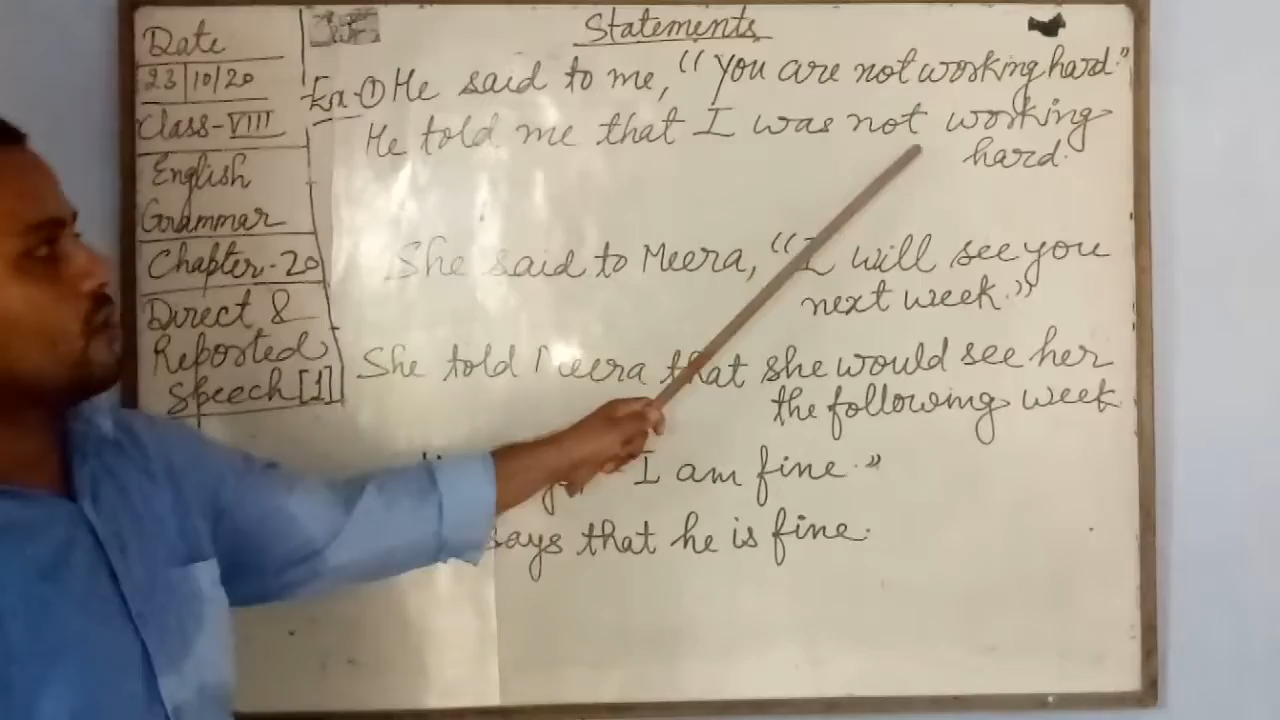 Statements
Date
23/10/20
Class-VIII
English
Grammar
Chapter-20
Direct &
Reported
Speech[1]
Ex-① He said to me, "You are not working hard."
He told me that I was not working
hard.
She said to Meera, "I will see you
next week."
She told Meera that she would see her
the following week
I am fine."
says that he is fine.